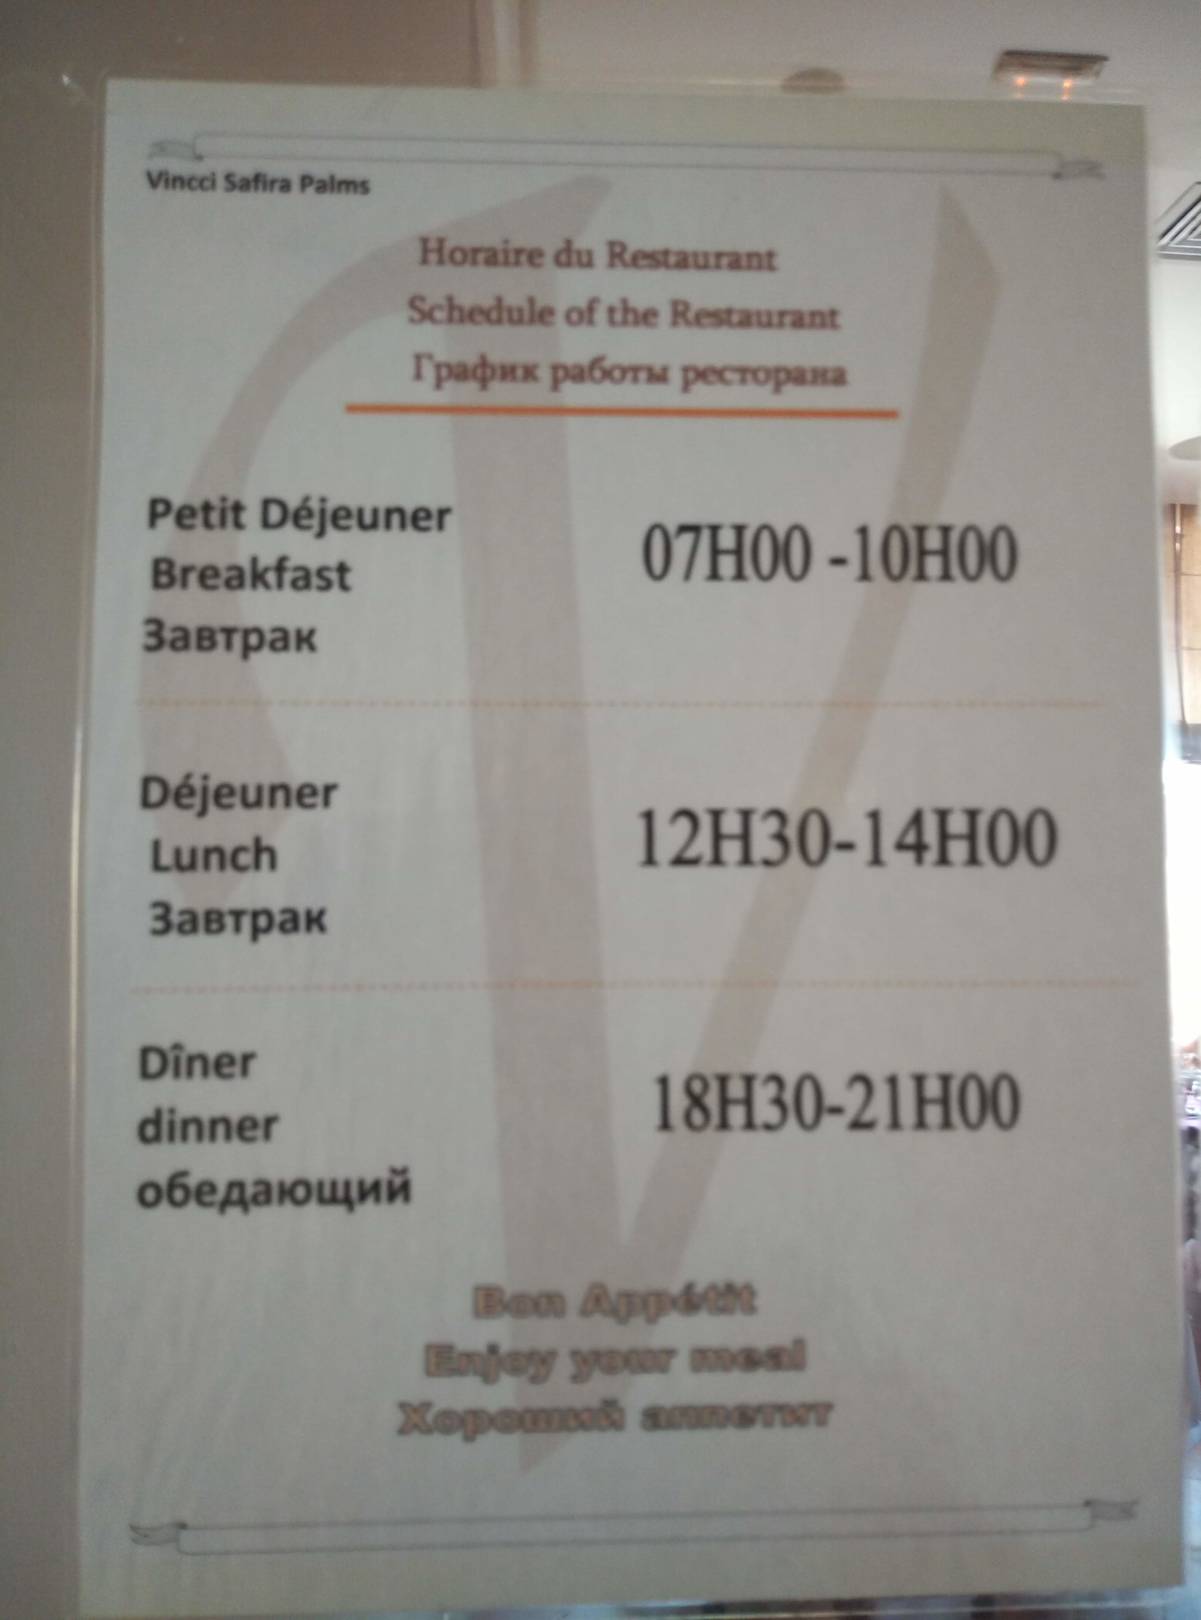 Vincci Safira Palms
Horaire du Restaurant
Schedule of the Restaurant
График работы ресторана
Petit Déjeuner
Breakfast
Завтрак
07H00 -10H00
Déjeuner
Lunch
Завтрак
12H30-14H00
Dîner
dinner
обедающий
18H30-21H00
Bon Appétit
Enjoy your meal
Хороший аппетит